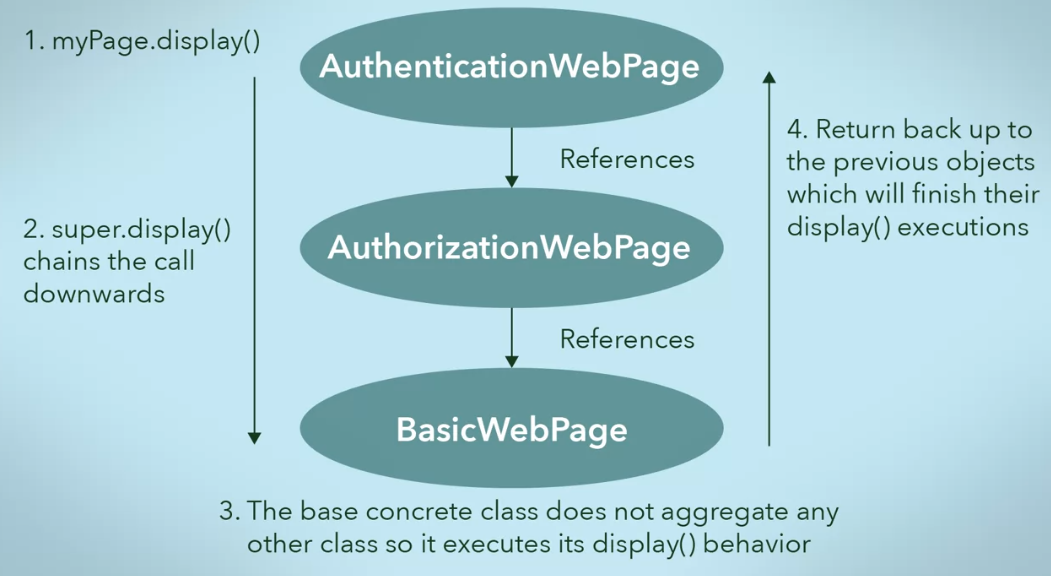 1. myPage.display()
AuthenticationWebPage
References
4. Return back up to
the previous objects
which will finish their
display() executions
2. super.display()
chains the call
downwards
AuthorizationWebPage
References
BasicWebPage
3. The base concrete class does not aggregate any
other class so it executes its display() behavior